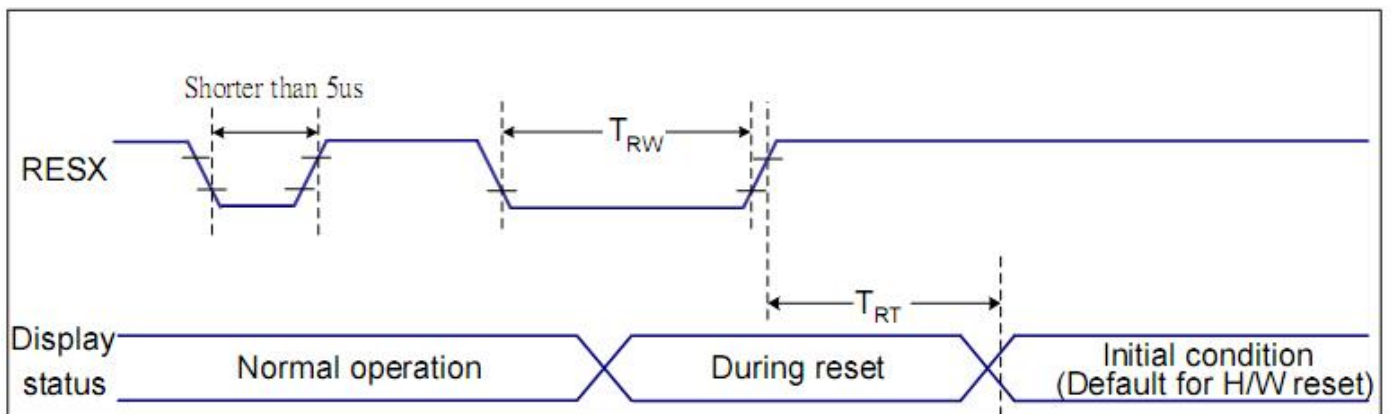 Shorter than 5us
RESX
TRW
TRT
Display
status
Normal operation
During reset
Initial condition
(Default for H/W reset)